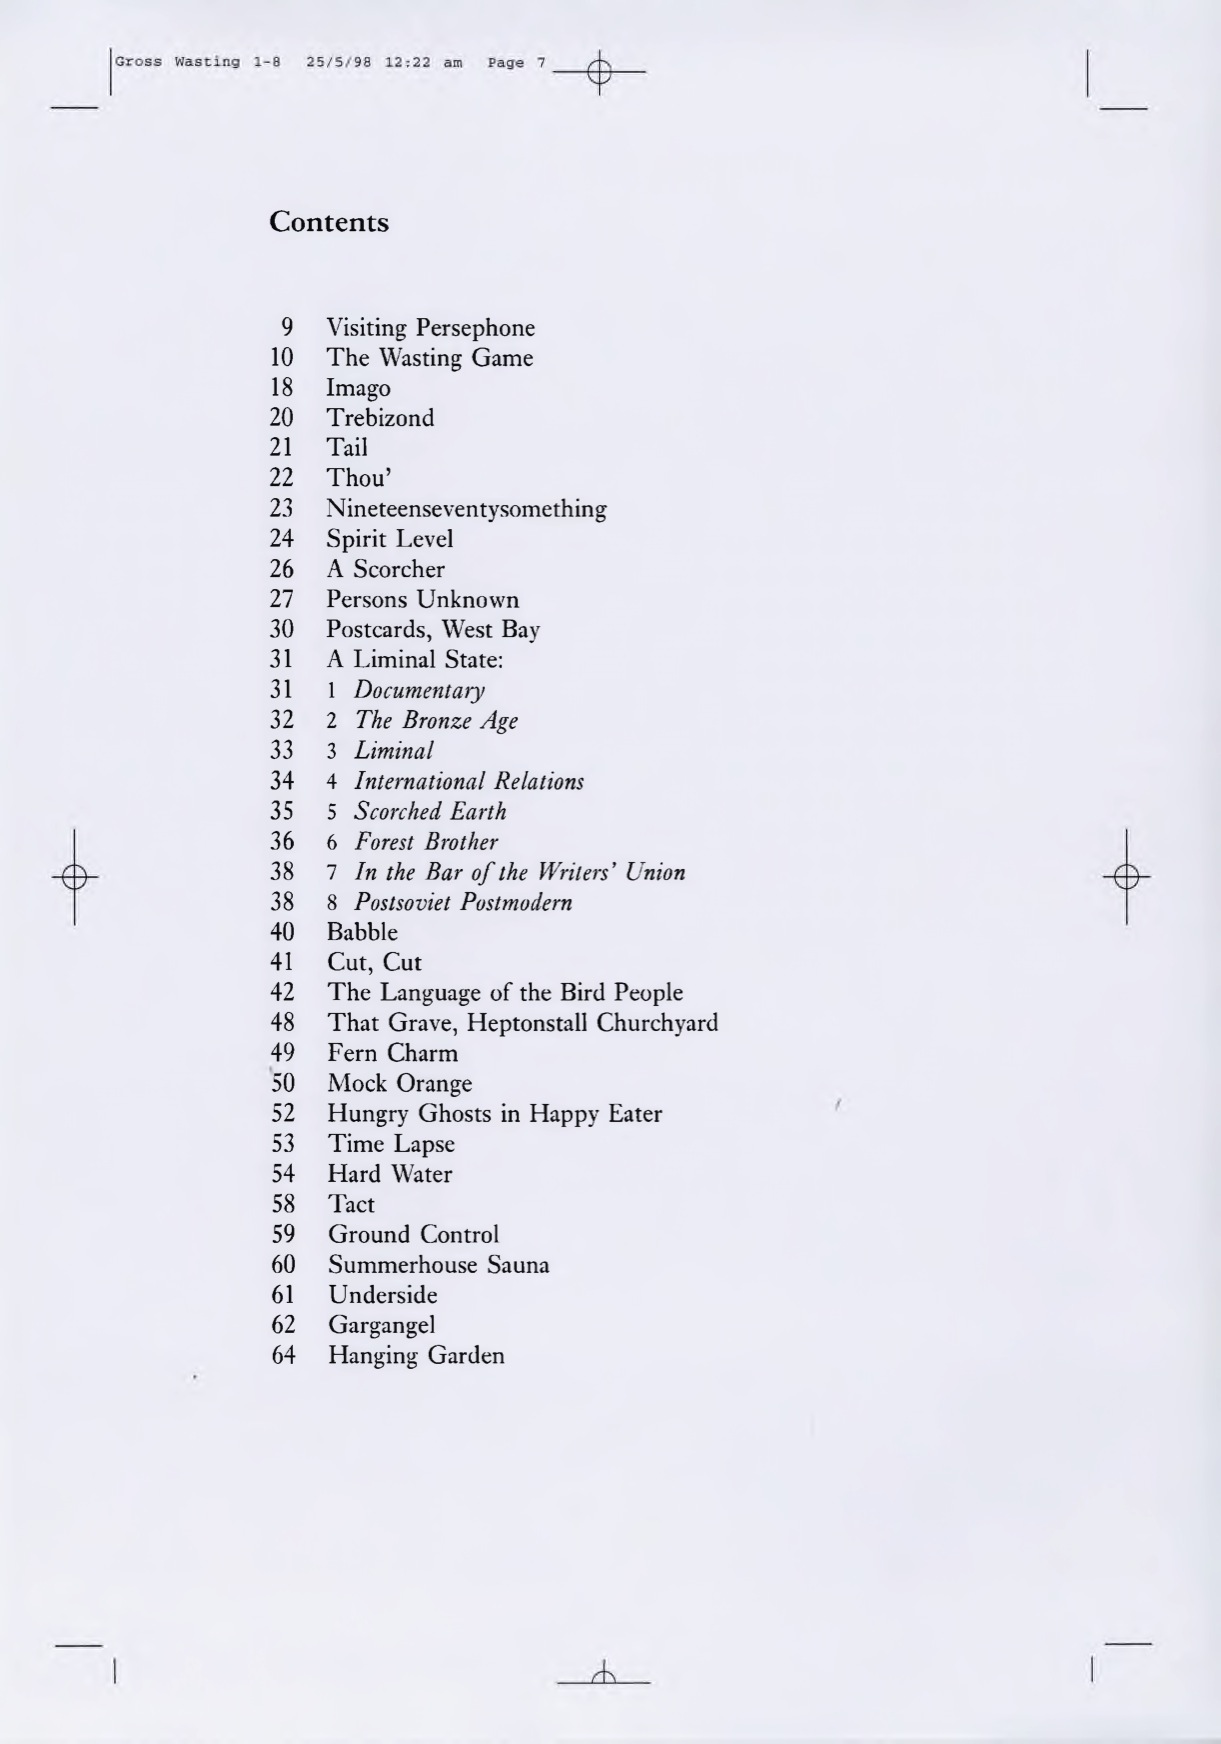 Gross Wasting 1-8 25/5/98 12:22 am Page 7
Contents
9 Visiting Persephone
10 The Wasting Game
18 Imago
20 Trebizond
21 Tail
22 Thou’
23 Nineteenseventysomething
24 Spirit Level
26 A Scorcher
27 Persons Unknown
30 Postcards, West Bay
31 A Liminal State:
31 1 Documentary
32 2 The Bronze Age
33 3 Liminal
34 4 International Relations
35 5 Scorched Earth
36 6 Forest Brother
38 7 In the Bar of the Writers’ Union
38 8 Postsoviet Postmodern
40 Babble
41 Cut, Cut
42 The Language of the Bird People
48 That Grave, Heptonstall Churchyard
49 Fern Charm
50 Mock Orange
52 Hungry Ghosts in Happy Eater
53 Time Lapse
54 Hard Water
58 Tact
59 Ground Control
60 Summerhouse Sauna
61 Underside
62 Gargangel
64 Hanging Garden